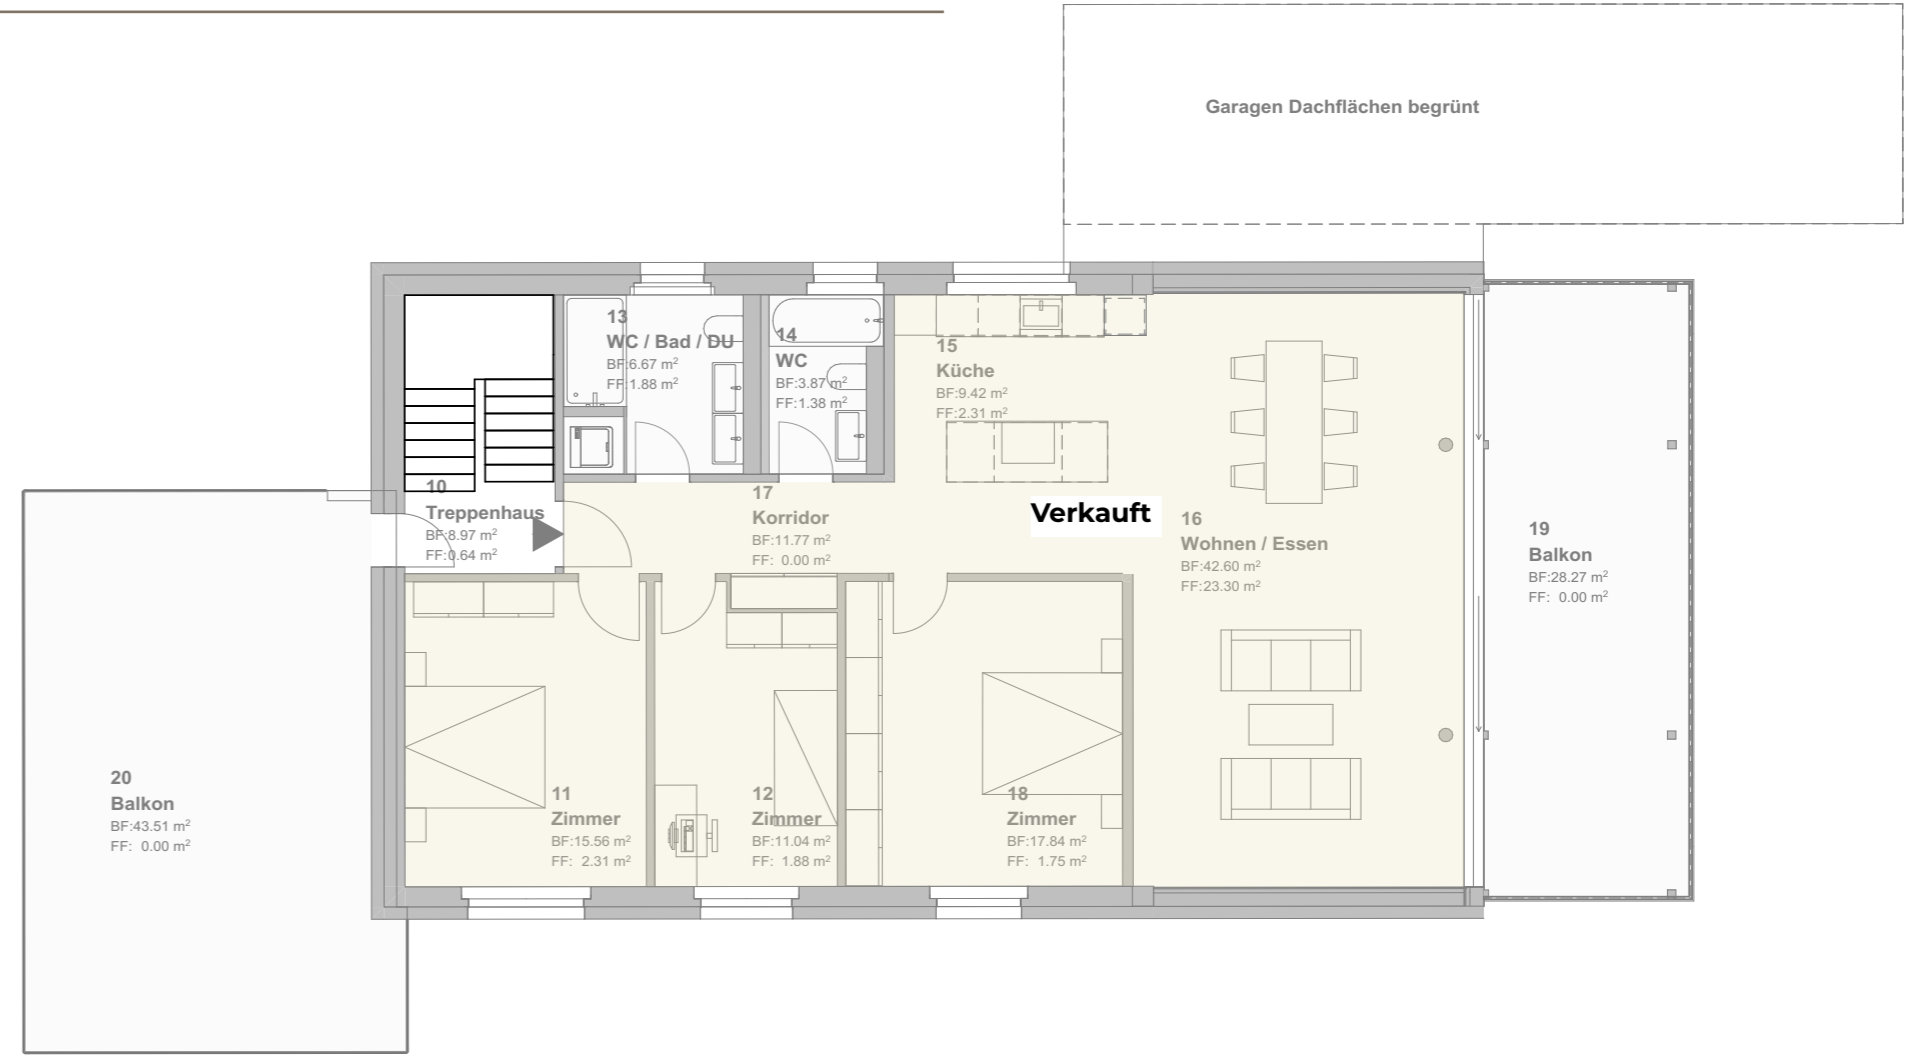 Garagen Dachflächen begrünt
13
WC / Bad / DU
BF:6.67 m²
FF:1.88 m²
14
WC
BF:3.87 m²
FF:1.38 m²
15
Küche
BF:9.42 m²
FF:2.31 m²
10
Treppenhaus
BF:8.97 m²
FF:0.64 m²
17
Korridor
BF:11.77 m²
FF: 0.00 m²
Verkauft
16
Wohnen / Essen
BF:42.60 m²
FF:23.30 m²
19
Balkon
BF:28.27 m²
FF: 0.00 m²
20
Balkon
BF:43.51 m²
FF: 0.00 m²
11
Zimmer
BF:15.56 m²
FF: 2.31 m²
12
Zimmer
BF:11.04 m²
FF: 1.88 m²
18
Zimmer
BF:17.84 m²
FF: 1.75 m²